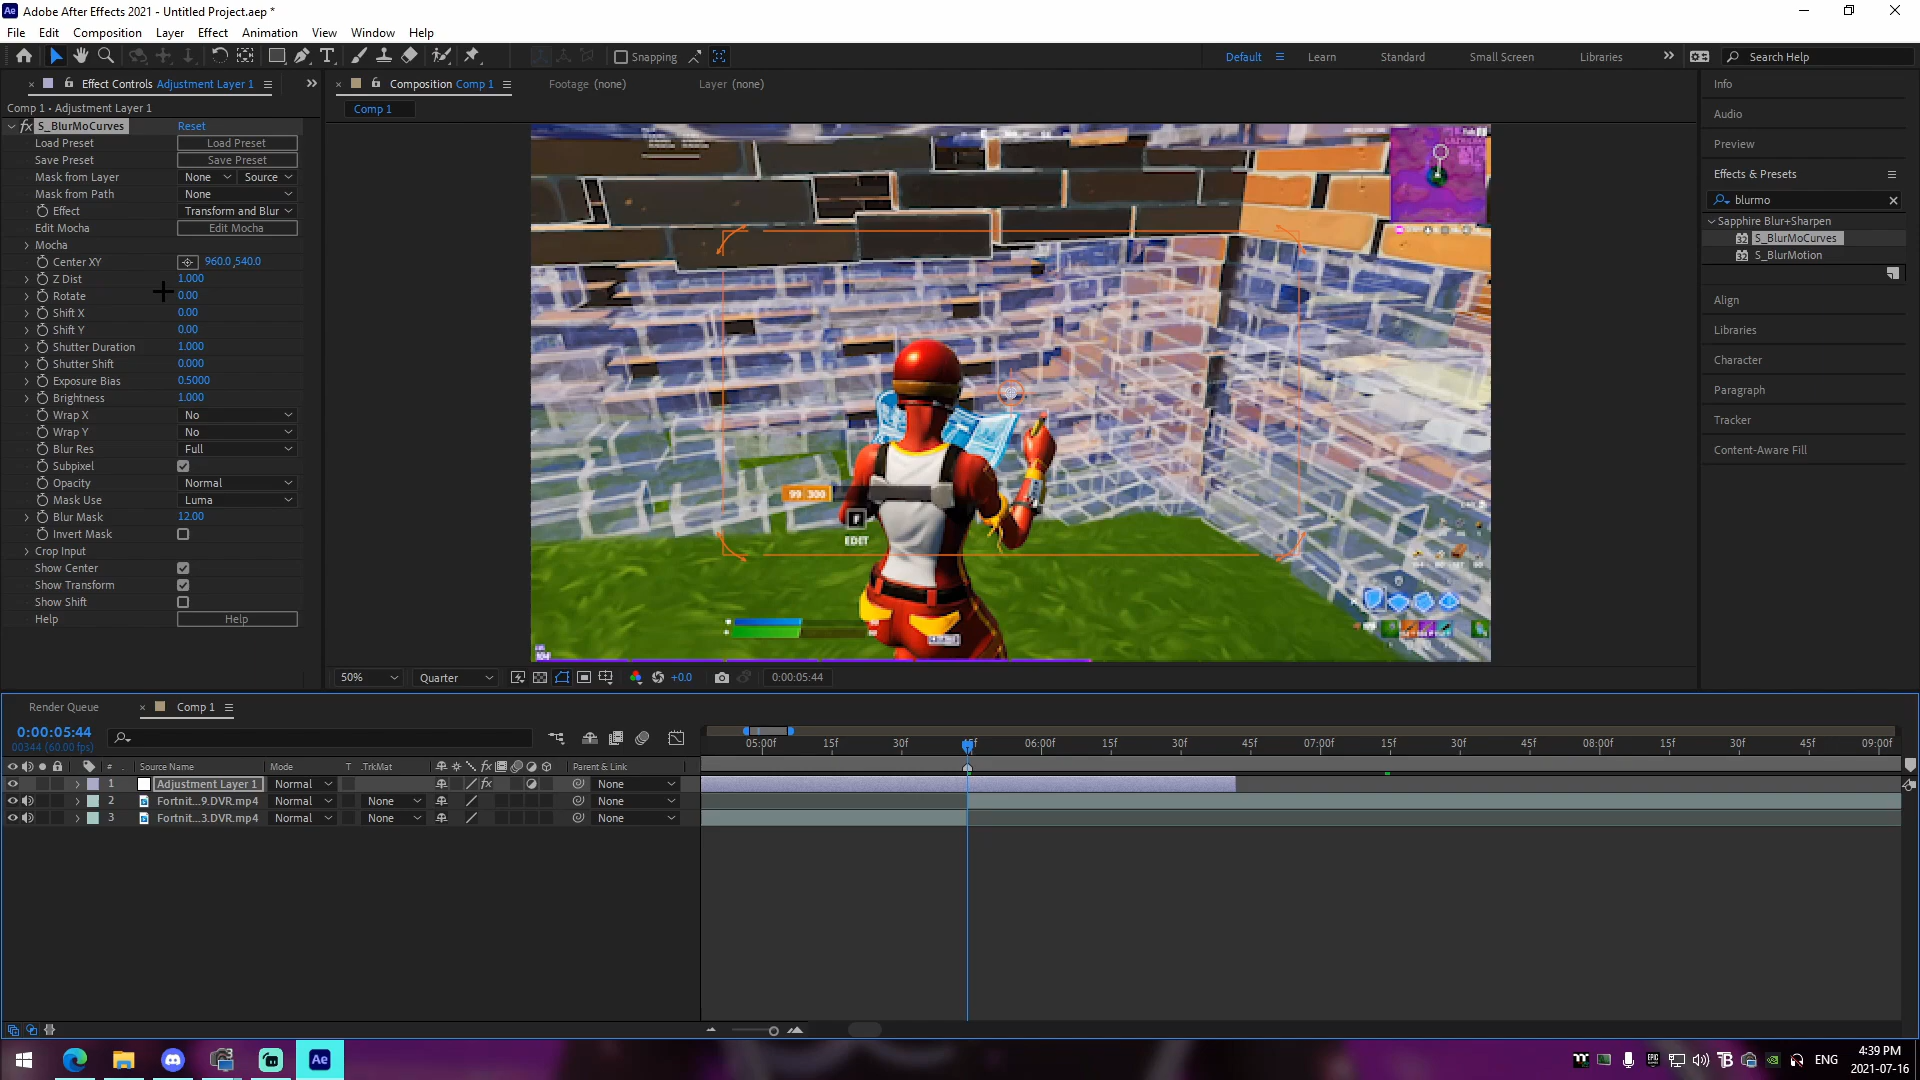 Adobe After Effects 2021 - Untitled Project.aep *
File Edit Composition Layer Effect Animation View Window Help
Snapping
Default Learn Standard Small Screen Libraries Search Help
Effect Controls Adjustment Layer 1
Composition Comp 1 Footage (none) Layer (none)
Comp 1 • Adjustment Layer 1
Comp 1
fx S_BlurMoCurves Reset
Load Preset Load Preset
Save Preset Save Preset
Mask from Layer None Source
Mask from Path None
Effect Transform and Blur
Edit Mocha Edit Mocha
Mocha
Center XY 960.0,540.0
Z Dist 1.000
Rotate 0.00
Shift X 0.00
Shift Y 0.00
Shutter Duration 1.000
Shutter Shift 0.000
Exposure Bias 0.5000
Brightness 1.000
Wrap X No
Wrap Y No
Blur Res Full
Subpixel
Opacity Normal
Mask Use Luma
Blur Mask 12.00
Invert Mask
Crop Input
Show Center
Show Transform
Show Shift
Help Help
99 300
F
EDIT
50% Quarter +0.0 0:00:05:44
Info
Audio
Preview
Effects & Presets
blurmo
Sapphire Blur+Sharpen
S_BlurMoCurves
S_BlurMotion
Align
Libraries
Character
Paragraph
Tracker
Content-Aware Fill
Render Queue Comp 1
0:00:05:44
00344 (60.00 fps)
05:00f 15f 30f 45f 06:00f 15f 30f 45f 07:00f 15f 30f 45f 08:00f 15f 30f 45f 09:00f
# Source Name Mode T .TrkMat fx Parent & Link
1 Adjustment Layer 1 Normal fx None
2 Fortnit...9.DVR.mp4 Normal None None
3 Fortnit...3.DVR.mp4 Normal None None
Ae
ENG
4:39 PM
2021-07-16